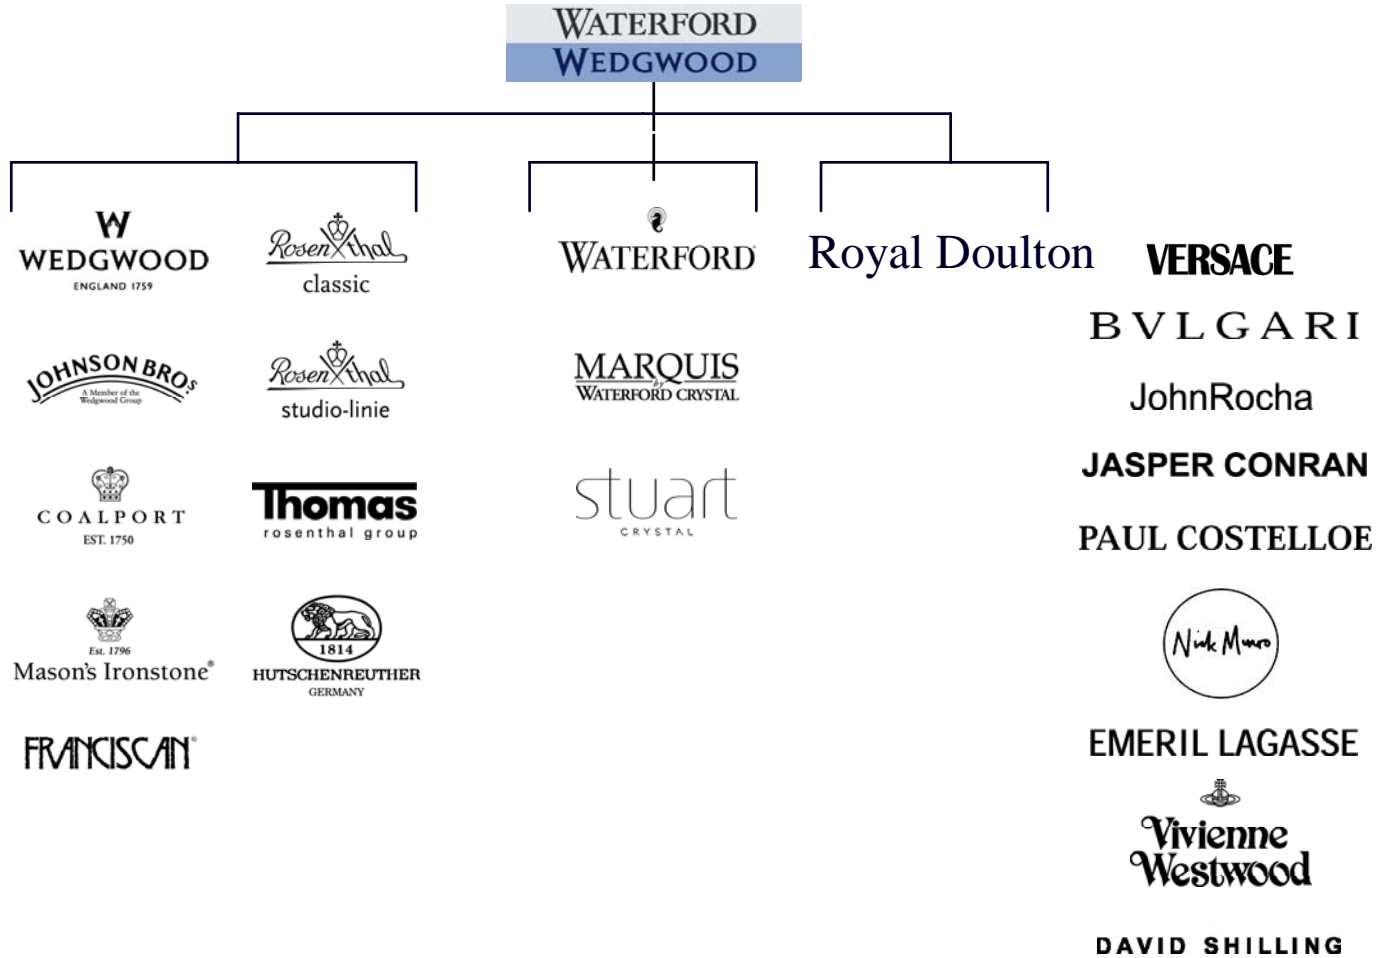 WATERFORD
WEDGWOOD
W
WEDGWOOD
ENGLAND 1759
JOHNSON BROS
A Member of the
Wedgwood Group
COALPORT
EST. 1750
Est. 1796
Mason's Ironstone®
FRANCISCAN®
Rosenthal
classic
Rosenthal
studio-linie
Thomas
rosenthal group
1814
HUTSCHENREUTHER
GERMANY
WATERFORD
MARQUIS
by
WATERFORD CRYSTAL
stuart
CRYSTAL
Royal Doulton
VERSACE
BVLGARI
JohnRocha
JASPER CONRAN
PAUL COSTELLOE
Nick Munro
EMERIL LAGASSE
Vivienne
Westwood
DAVID SHILLING